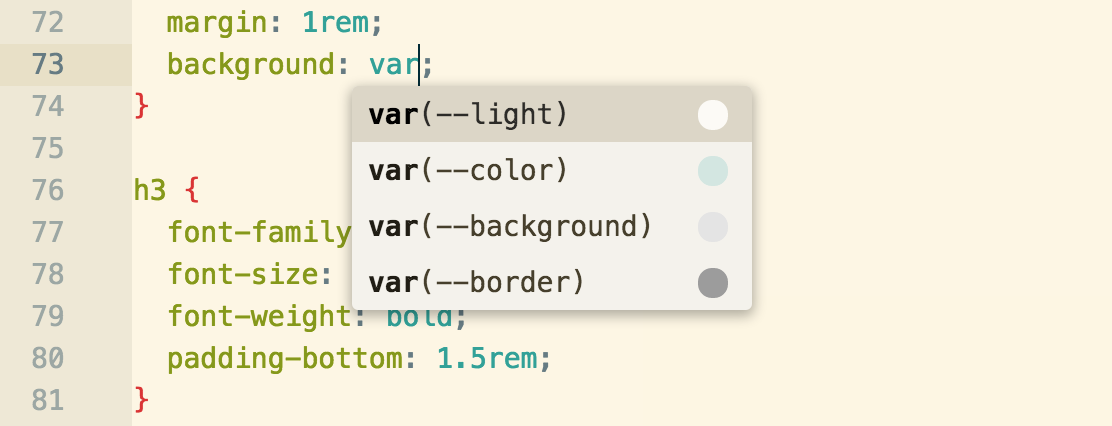 72 margin: 1rem;
73 background: var;
74 }
var(--light)
75
var(--color)
76 h3 {
var(--background)
77 font-family
78 font-size:
var(--border)
79 font-weight: bold;
80 padding-bottom: 1.5rem;
81 }